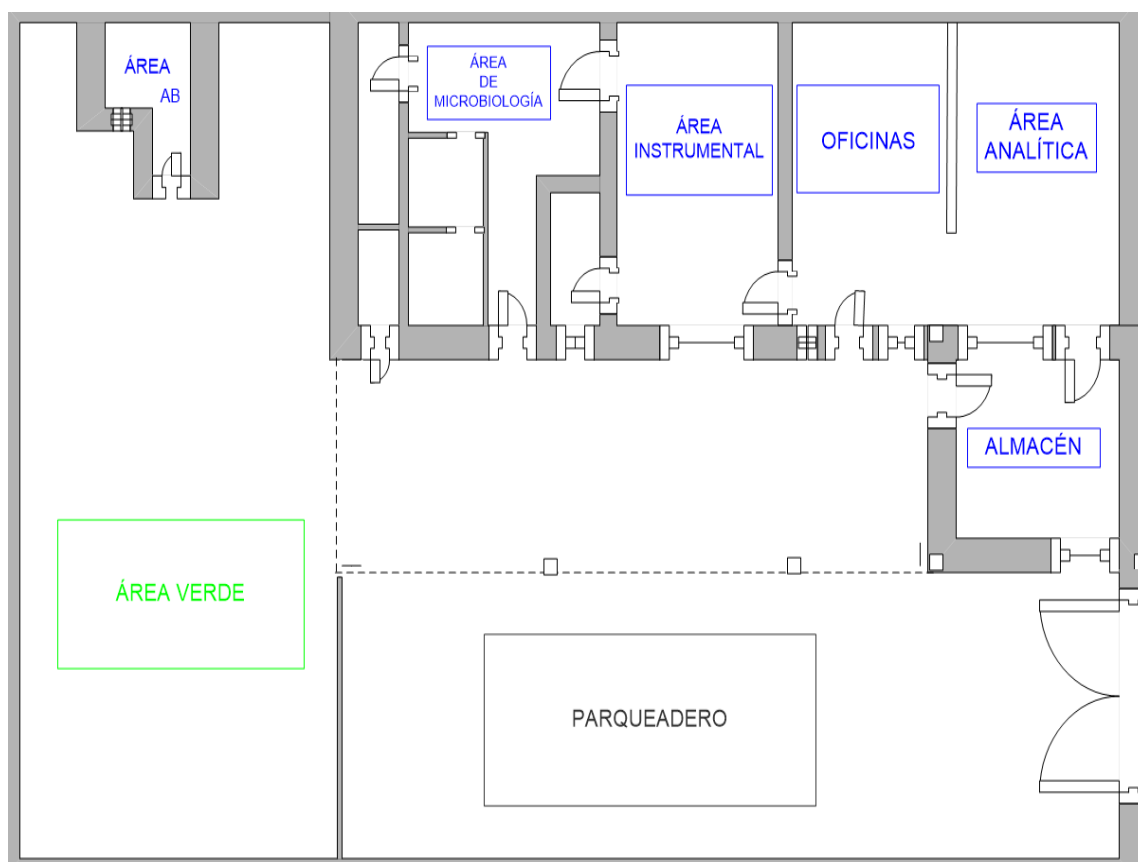 ÁREA
AB
ÁREA
DE
MICROBIOLOGÍA
ÁREA
INSTRUMENTAL
OFICINAS
ÁREA
ANALÍTICA
ALMACÉN
ÁREA VERDE
PARQUEADERO